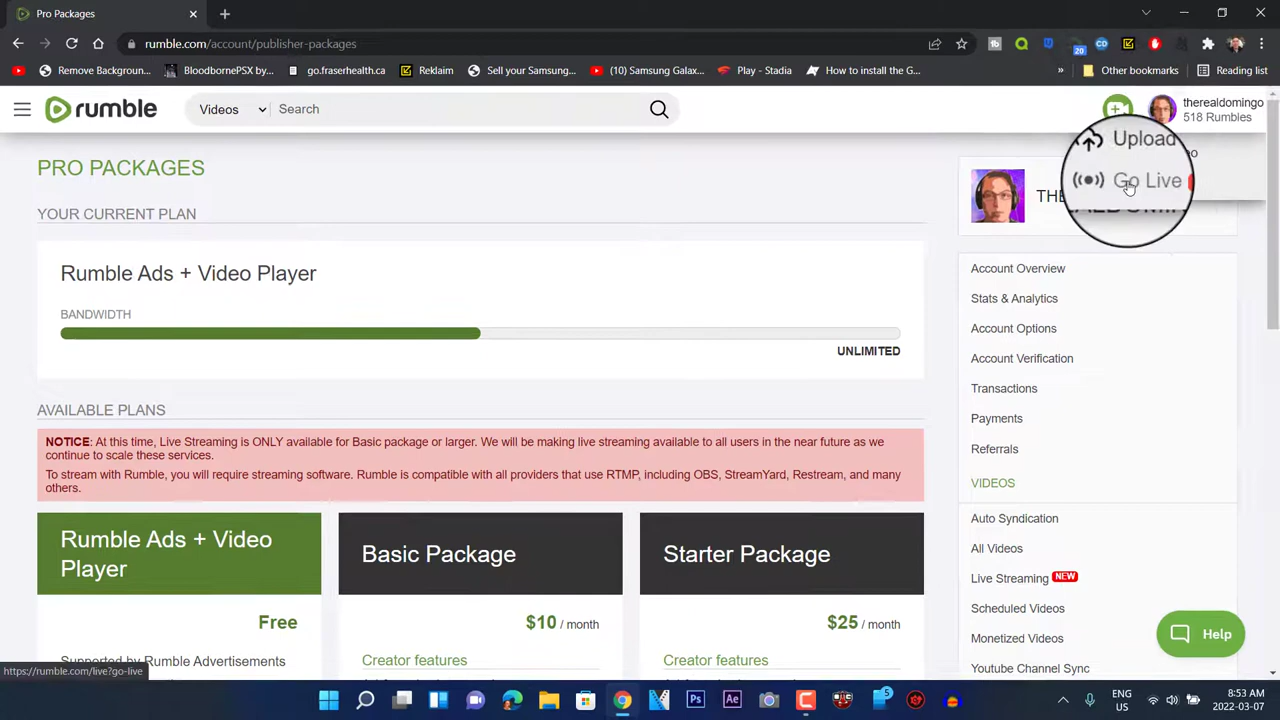 Pro Packages
rumble.com/account/publisher-packages
20
Remove Backgroun...
BloodbornePSX by...
go.fraserhealth.ca
Reklaim
Sell your Samsung...
(10) Samsung Galax...
Play - Stadia
How to install the G...
»
Other bookmarks
Reading list
rumble
Videos
Search
therealdomingo
518 Rumbles
Upload
Go Live
PRO PACKAGES
YOUR CURRENT PLAN
Rumble Ads + Video Player
BANDWIDTH
UNLIMITED
AVAILABLE PLANS
NOTICE: At this time, Live Streaming is ONLY available for Basic package or larger. We will be making live streaming available to all users in the near future as we
continue to scale these services.
To stream with Rumble, you will require streaming software. Rumble is compatible with all providers that use RTMP, including OBS, StreamYard, Restream, and many
others.
Rumble Ads + Video
Player
Free
Supported by Rumble Advertisements
Basic Package
$10 / month
Creator features
Starter Package
$25 / month
Creator features
Account Overview
Stats & Analytics
Account Options
Account Verification
Transactions
Payments
Referrals
VIDEOS
Auto Syndication
All Videos
Live Streaming NEW
Scheduled Videos
Monetized Videos
Youtube Channel Sync
Help
https://rumble.com/live?go-live
5
ENG
US
8:53 AM
2022-03-07